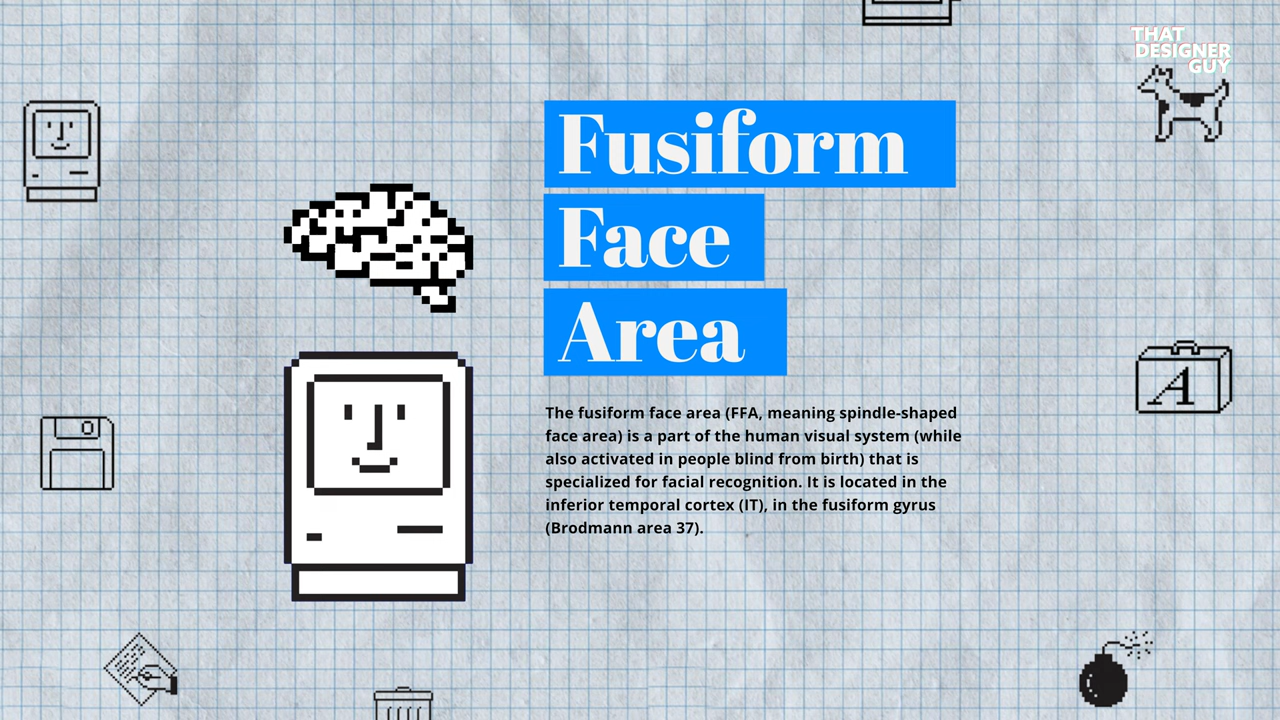 THAT
DESIGNER
GUY
Fusiform
Face
Area
The fusiform face area (FFA, meaning spindle-shaped
face area) is a part of the human visual system (while
also activated in people blind from birth) that is
specialized for facial recognition. It is located in the
inferior temporal cortex (IT), in the fusiform gyrus
(Brodmann area 37).
A